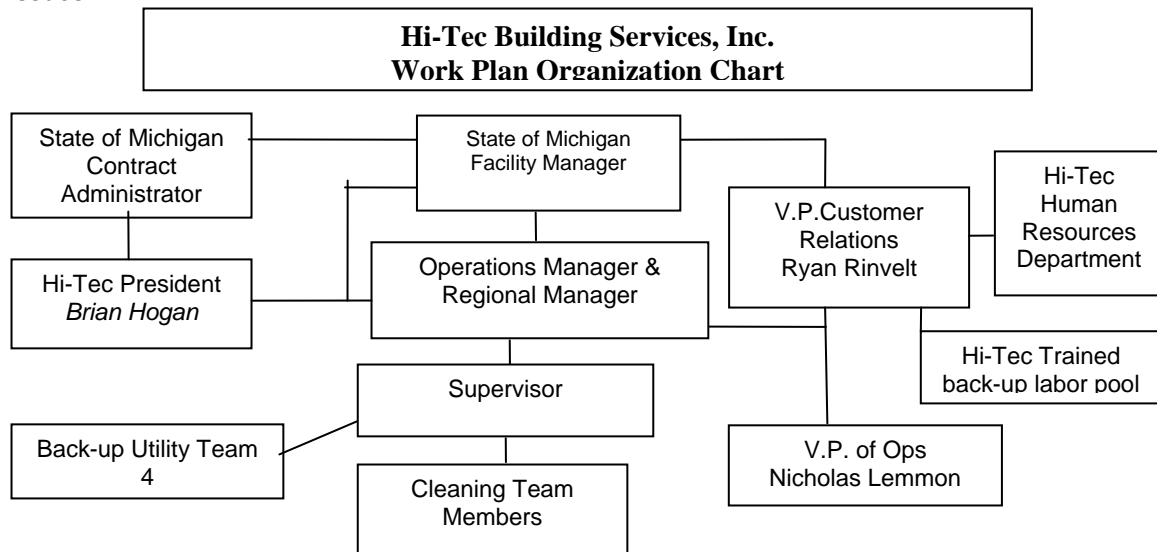 Hi-Tec Building Services, Inc.
Work Plan Organization Chart
State of Michigan
Contract
Administrator
State of Michigan
Facility Manager
V.P.Customer
Relations
Ryan Rinvelt
Hi-Tec
Human
Resources
Department
Hi-Tec President
Brian Hogan
Operations Manager &
Regional Manager
Hi-Tec Trained
back-up labor pool
Supervisor
Back-up Utility Team
4
V.P. of Ops
Nicholas Lemmon
Cleaning Team
Members